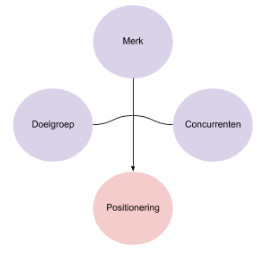 Merk
Doelgroep
Concurrenten
Positionering